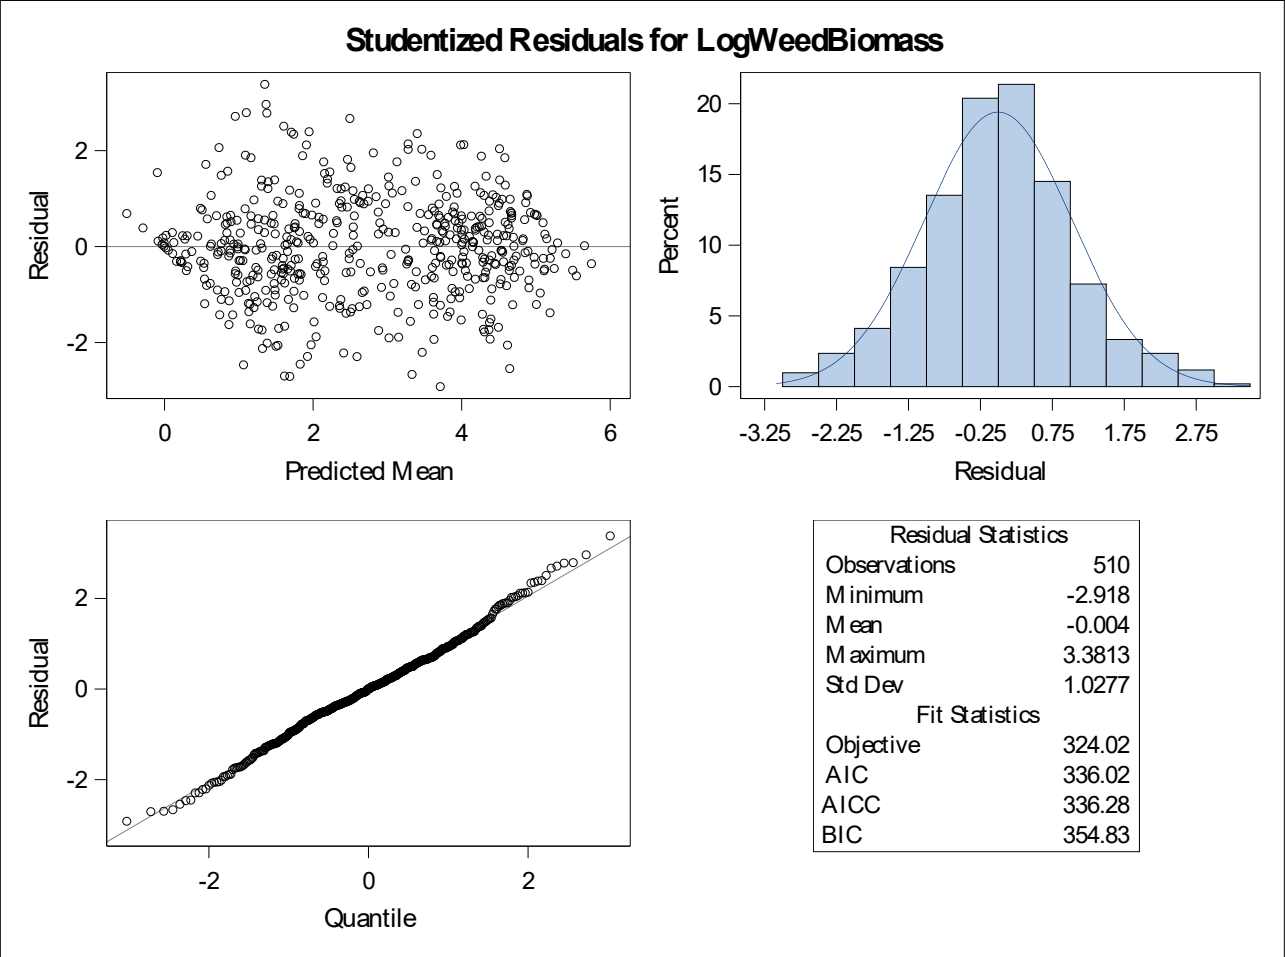 Studentized Residuals for LogWeedBiomass
2
0
-2
Residual
0 2 4 6
Predicted Mean
20
15
10
5
0
Percent
-3.25 -2.25 -1.25 -0.25 0.75 1.75 2.75
Residual
2
0
-2
Residual
-2 0 2
Quantile
Residual Statistics
Observations 510
Minimum -2.918
Mean -0.004
Maximum 3.3813
Std Dev 1.0277
Fit Statistics
Objective 324.02
AIC 336.02
AICC 336.28
BIC 354.83